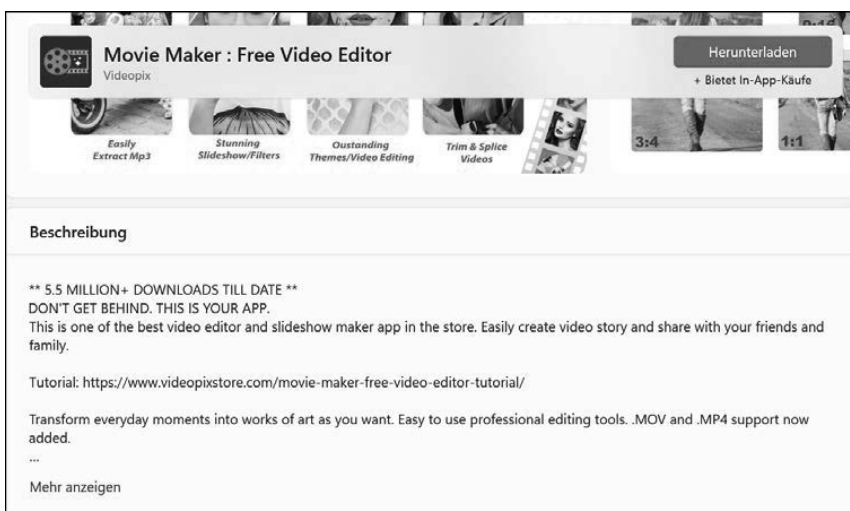 Movie Maker : Free Video Editor
Videopix
Herunterladen
+ Bietet In-App-Käufe
Easily
Extract Mp3
Stunning
Slideshow/Filters
Oustanding
Themes/Video Editing
Trim & Splice
Videos
3:4
1:1
Beschreibung
** 5.5 MILLION+ DOWNLOADS TILL DATE **
DON'T GET BEHIND. THIS IS YOUR APP.
This is one of the best video editor and slideshow maker app in the store. Easily create video story and share with your friends and
family.
Tutorial: https://www.videopixstore.com/movie-maker-free-video-editor-tutorial/
Transform everyday moments into works of art as you want. Easy to use professional editing tools. .MOV and .MP4 support now
added.
...
Mehr anzeigen